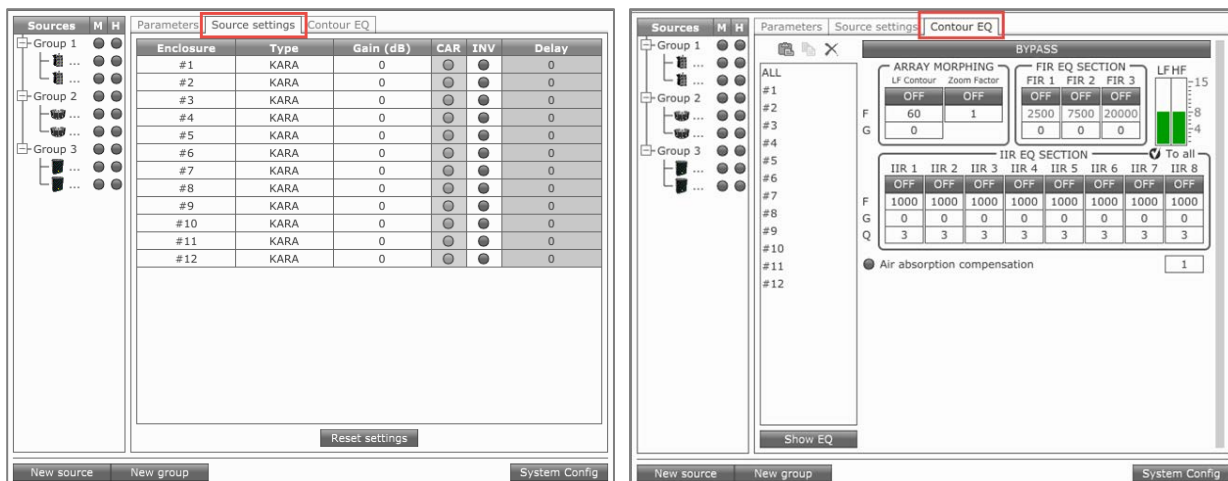 Sources M H Parameters Source settings Contour EQ
Group 1
...
...
Group 2
...
...
Group 3
...
...
Enclosure Type Gain (dB) CAR INV Delay
#1 KARA 0 0
#2 KARA 0 0
#3 KARA 0 0
#4 KARA 0 0
#5 KARA 0 0
#6 KARA 0 0
#7 KARA 0 0
#8 KARA 0 0
#9 KARA 0 0
#10 KARA 0 0
#11 KARA 0 0
#12 KARA 0 0
Reset settings
New source New group System Config
Sources M H Parameters Source settings Contour EQ
Group 1
...
...
Group 2
...
...
Group 3
...
...
ALL
#1
#2
#3
#4
#5
#6
#7
#8
#9
#10
#11
#12
Show EQ
BYPASS
ARRAY MORPHING
LF Contour Zoom Factor
OFF OFF
F 60 1
G 0
FIR EQ SECTION
FIR 1 FIR 2 FIR 3
OFF OFF OFF
2500 7500 20000
0 0 0
LF HF
15
8
4
IIR EQ SECTION To all
IIR 1 IIR 2 IIR 3 IIR 4 IIR 5 IIR 6 IIR 7 IIR 8
OFF OFF OFF OFF OFF OFF OFF OFF
F 1000 1000 1000 1000 1000 1000 1000 1000
G 0 0 0 0 0 0 0 0
Q 3 3 3 3 3 3 3 3
Air absorption compensation 1
New source New group System Config